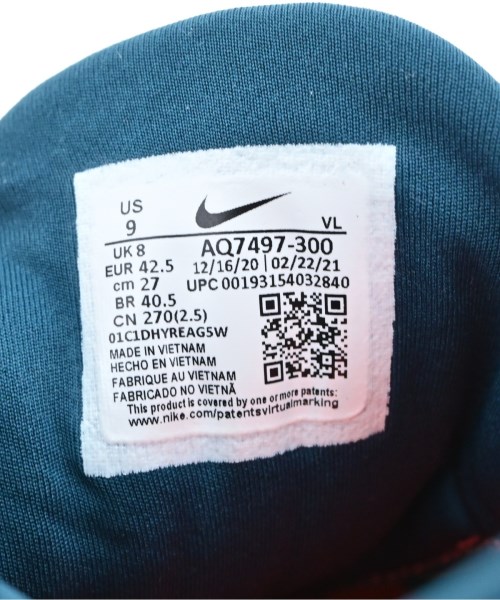 US
9
VL
UK 8
AQ7497-300
EUR 42.5
12/16/20 | 02/22/21
cm 27
UPC 00193154032840
BR 40.5
CN 270(2.5)
01C1DHYREAG5W
MADE IN VIETNAM
HECHO EN VIETNAM
FABRIQUE AU VIETNAM
FABRICADO NO VIETNÃ
This product is covered by one or more patents:
www.nike.com/patentsvirtualmarking